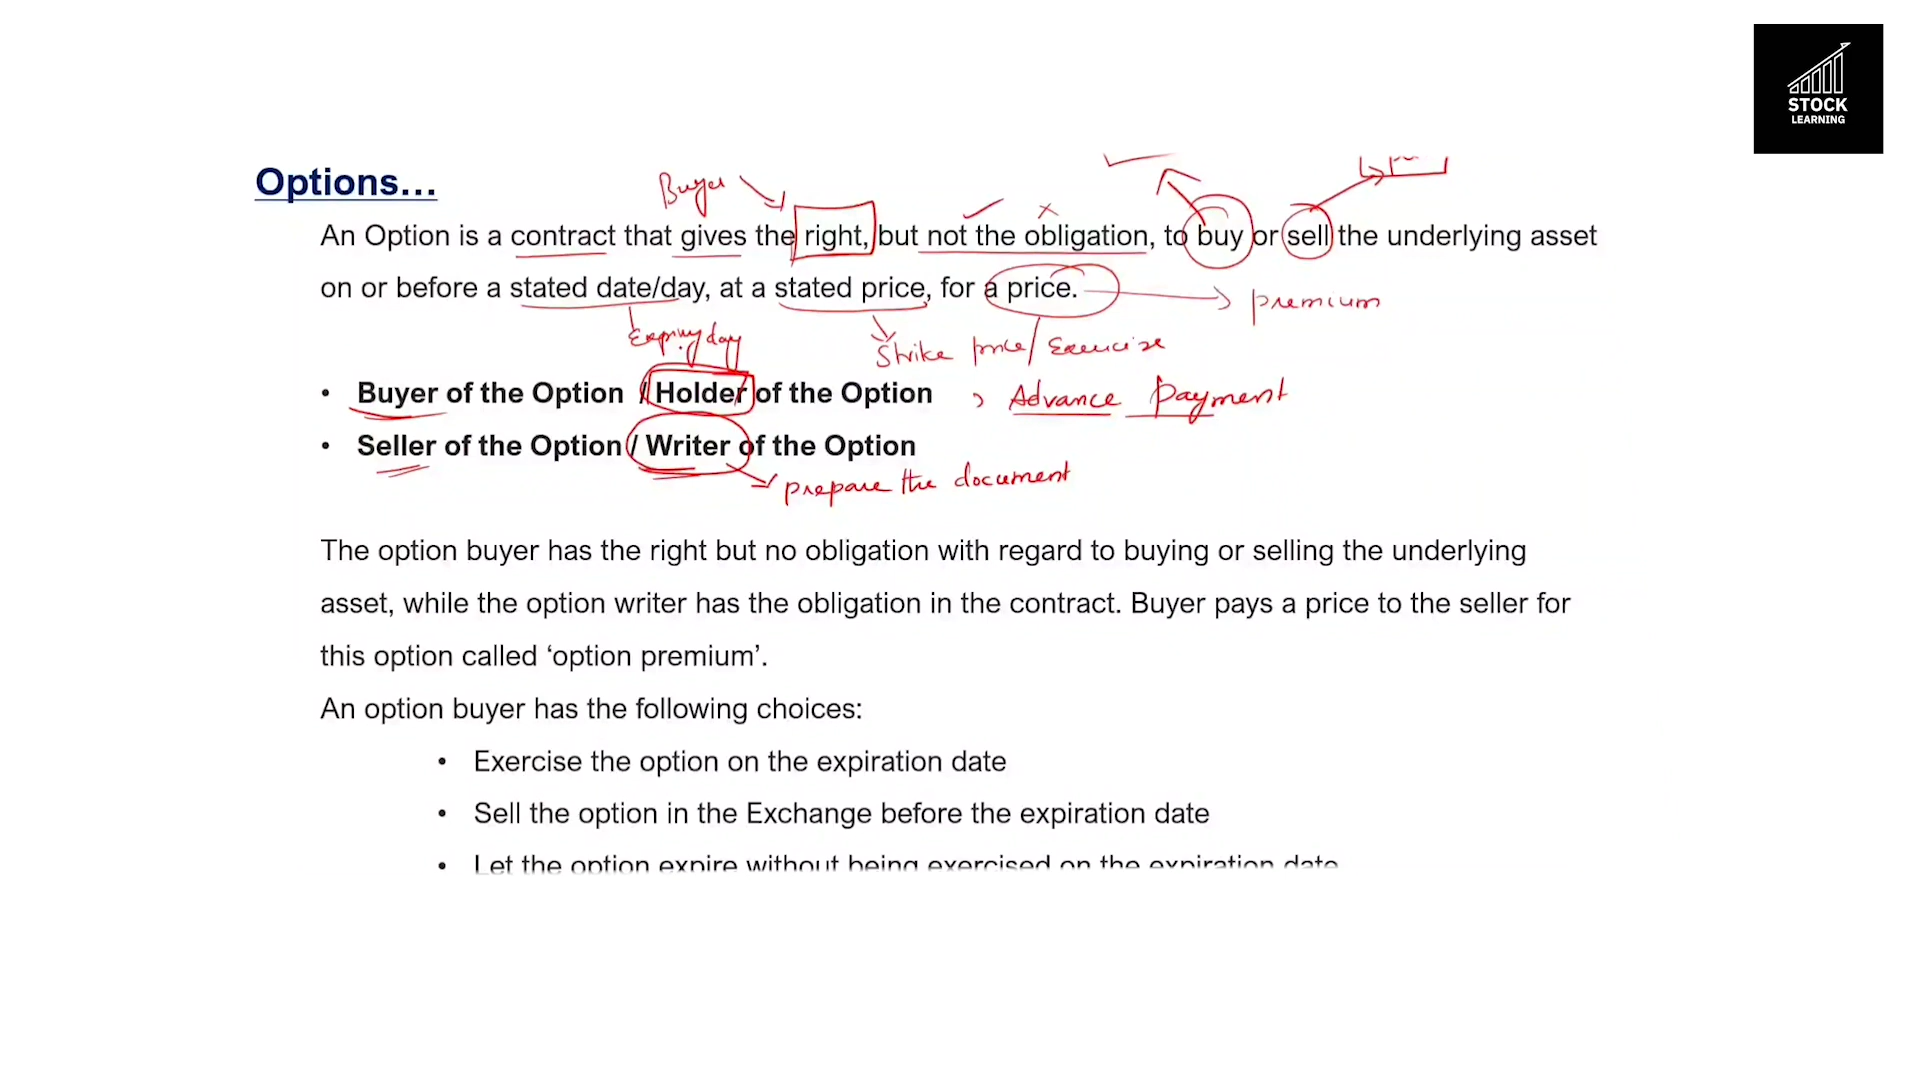 STOCK
LEARNING
Options...
Buyer
An Option is a contract that gives the right, but not the obligation, to buy or sell the underlying asset
on or before a stated date/day, at a stated price, for a price.
premium
Expiry day
Strike price/ Exercise
• Buyer of the Option / Holder of the Option
Advance Payment
• Seller of the Option / Writer of the Option
prepare the document
The option buyer has the right but no obligation with regard to buying or selling the underlying
asset, while the option writer has the obligation in the contract. Buyer pays a price to the seller for
this option called ‘option premium’.
An option buyer has the following choices:
• Exercise the option on the expiration date
• Sell the option in the Exchange before the expiration date
• Let the option expire without being exercised on the expiration date